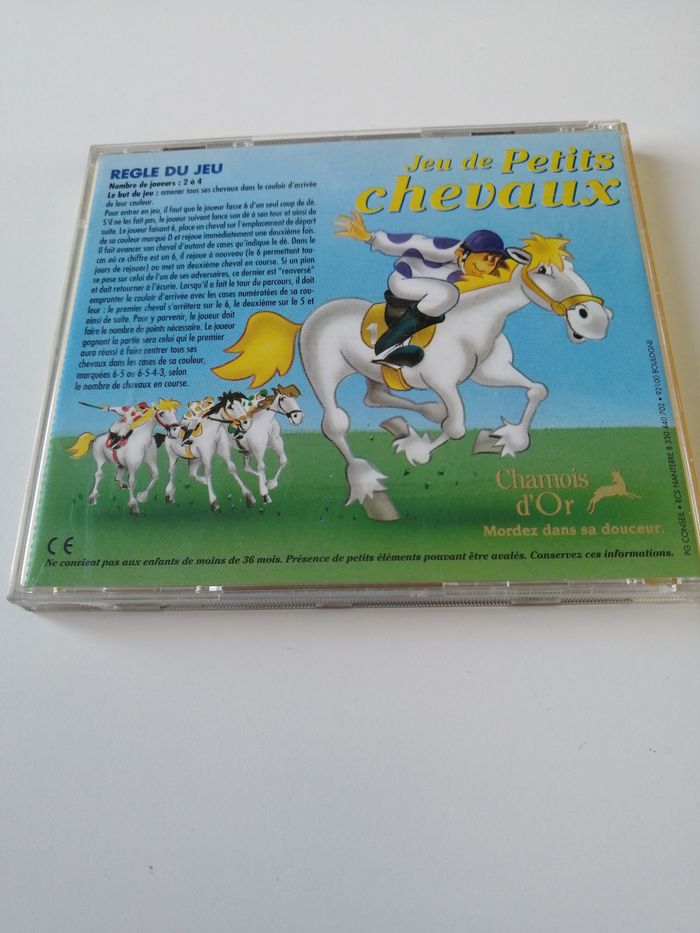 REGLE DU JEU
Nombre de joueurs : 2 à 4
Le but du jeu : amener tous ses chevaux dans le couloir d'arrivée
de leur couleur.
Pour entrer en jeu, il faut que le joueur fasse 6 d'un seul coup de dé.
S'il ne les fait pas, le joueur suivant lance son dé à son tour et ainsi de
suite. Le joueur faisant 6, place un cheval sur l'emplacement de départ
de sa couleur marqué D et rejoue immédiatement une deuxième fois.
Il fait avancer son cheval d'autant de cases qu'indique le dé. Dans le
cas où ce chiffre est un 6, il rejoue à nouveau (le 6 permettant tou-
jours de rejouer) ou met un deuxième cheval en course. Si un pion
se pose sur celui de l'un de ses adversaires, ce dernier est "renversé"
et doit retourner à l'écurie. Lorsqu'il a fait le tour du parcours, il doit
emprunter le couloir d'arrivée avec les cases numérotées de sa cou-
leur : le premier cheval s'arrêtera sur le 6, le deuxième sur le 5 et
ainsi de suite. Pour y parvenir, le joueur doit
faire le nombre de points nécessaire. Le joueur
gagnant la partie sera celui qui le premier
aura réussi à faire rentrer tous ses
chevaux dans les cases de sa couleur,
marquées 6-5 ou 6-5-4-3, selon
le nombre de chevaux en course.
Jeu de Petits
chevaux
1
Chamois
d'Or
Mordez dans sa douceur.
CE
Ne convient pas aux enfants de moins de 36 mois. Présence de petits éléments pouvant être avalés. Conservez ces informations.
PG CONSEIL • RCS NANTERRE B 330 440 702 • 92100 BOULOGNE